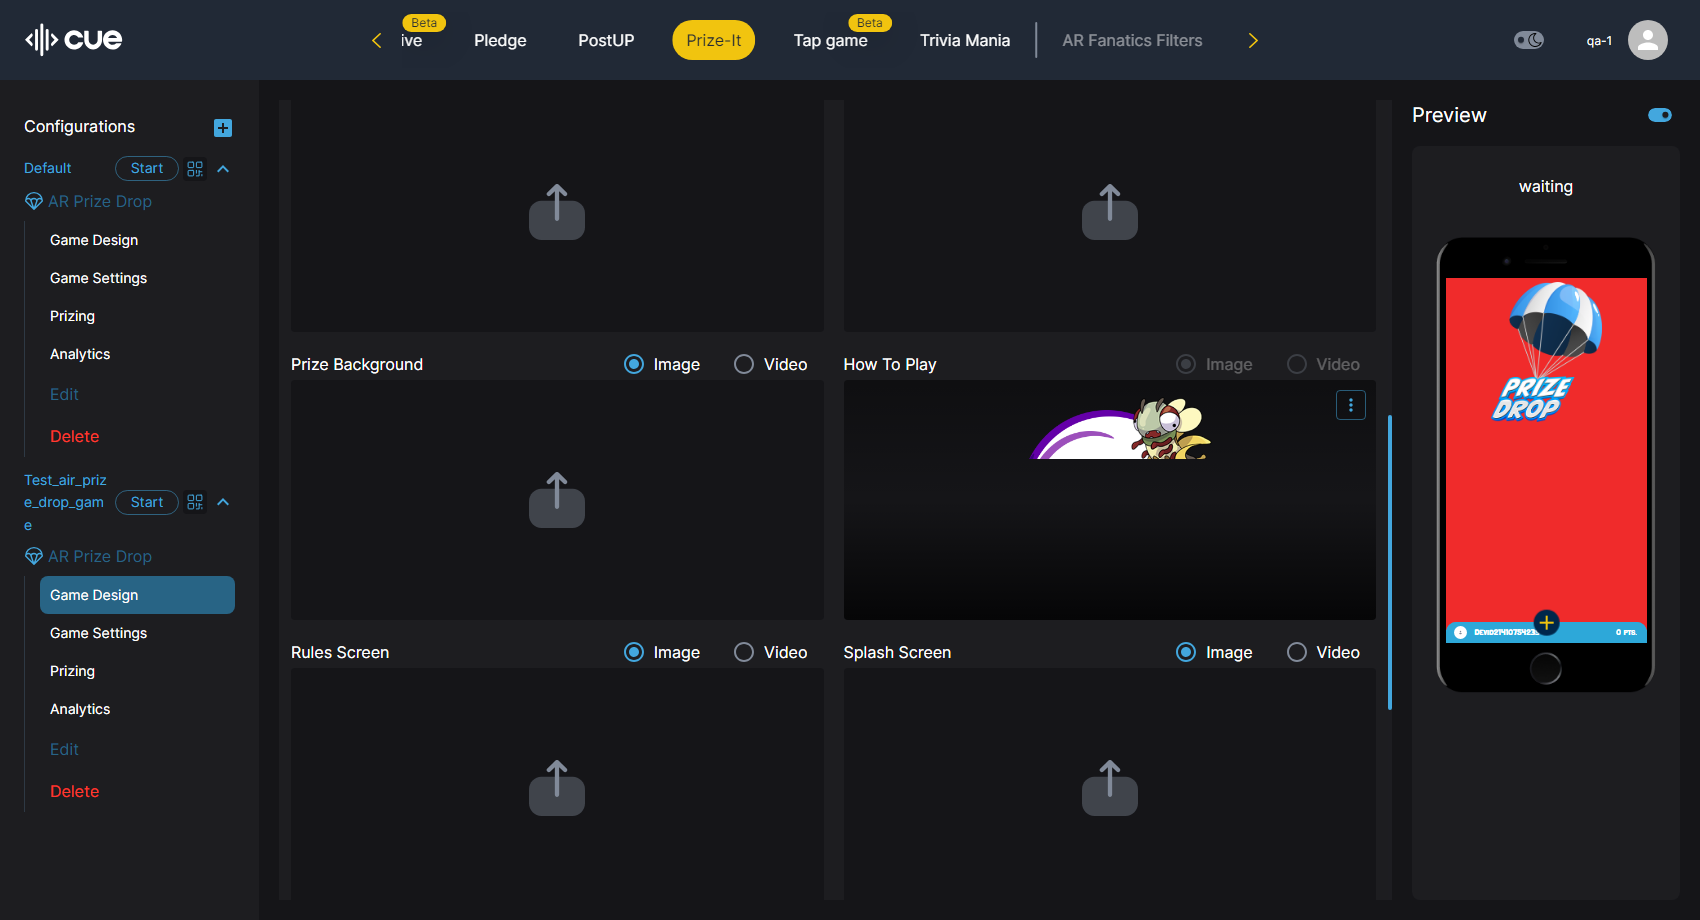 cue
Beta
ive
Pledge
PostUP
Prize-It
Beta
Tap game
Trivia Mania
AR Fanatics Filters
qa-1
Configurations
Default
Start
AR Prize Drop
Game Design
Game Settings
Prizing
Analytics
Edit
Delete
Test_air_priz
e_drop_gam
e
Start
AR Prize Drop
Game Design
Game Settings
Prizing
Analytics
Edit
Delete
Prize Background
Image
Video
How To Play
Image
Video
Rules Screen
Image
Video
Splash Screen
Image
Video
Preview
waiting
PRIZE
DROP
0 PTS.